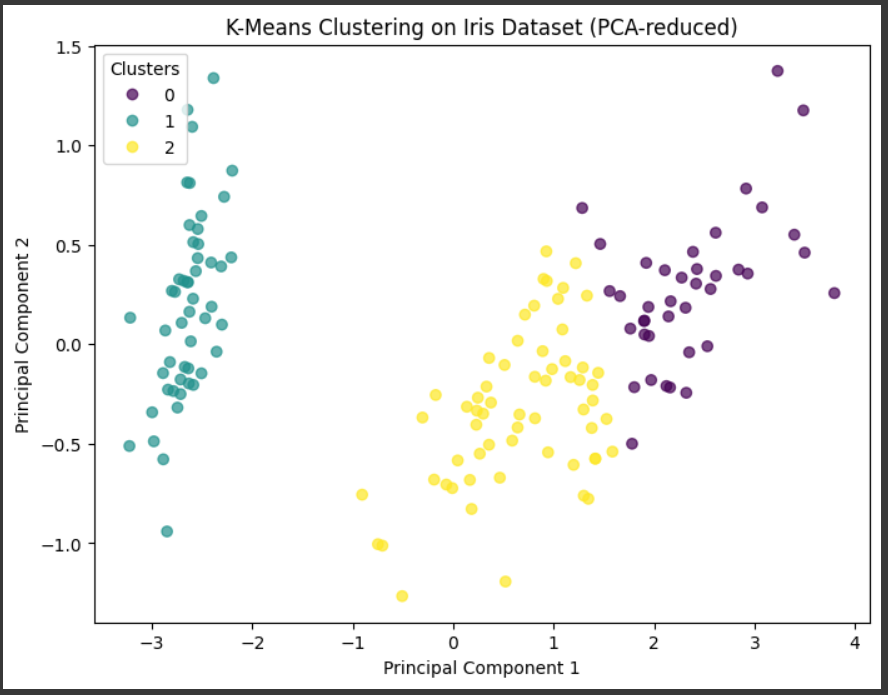 K-Means Clustering on Iris Dataset (PCA-reduced)
Clusters
0
1
2
1.5
1.0
0.5
0.0
−0.5
−1.0
Principal Component 2
−3 −2 −1 0 1 2 3 4
Principal Component 1